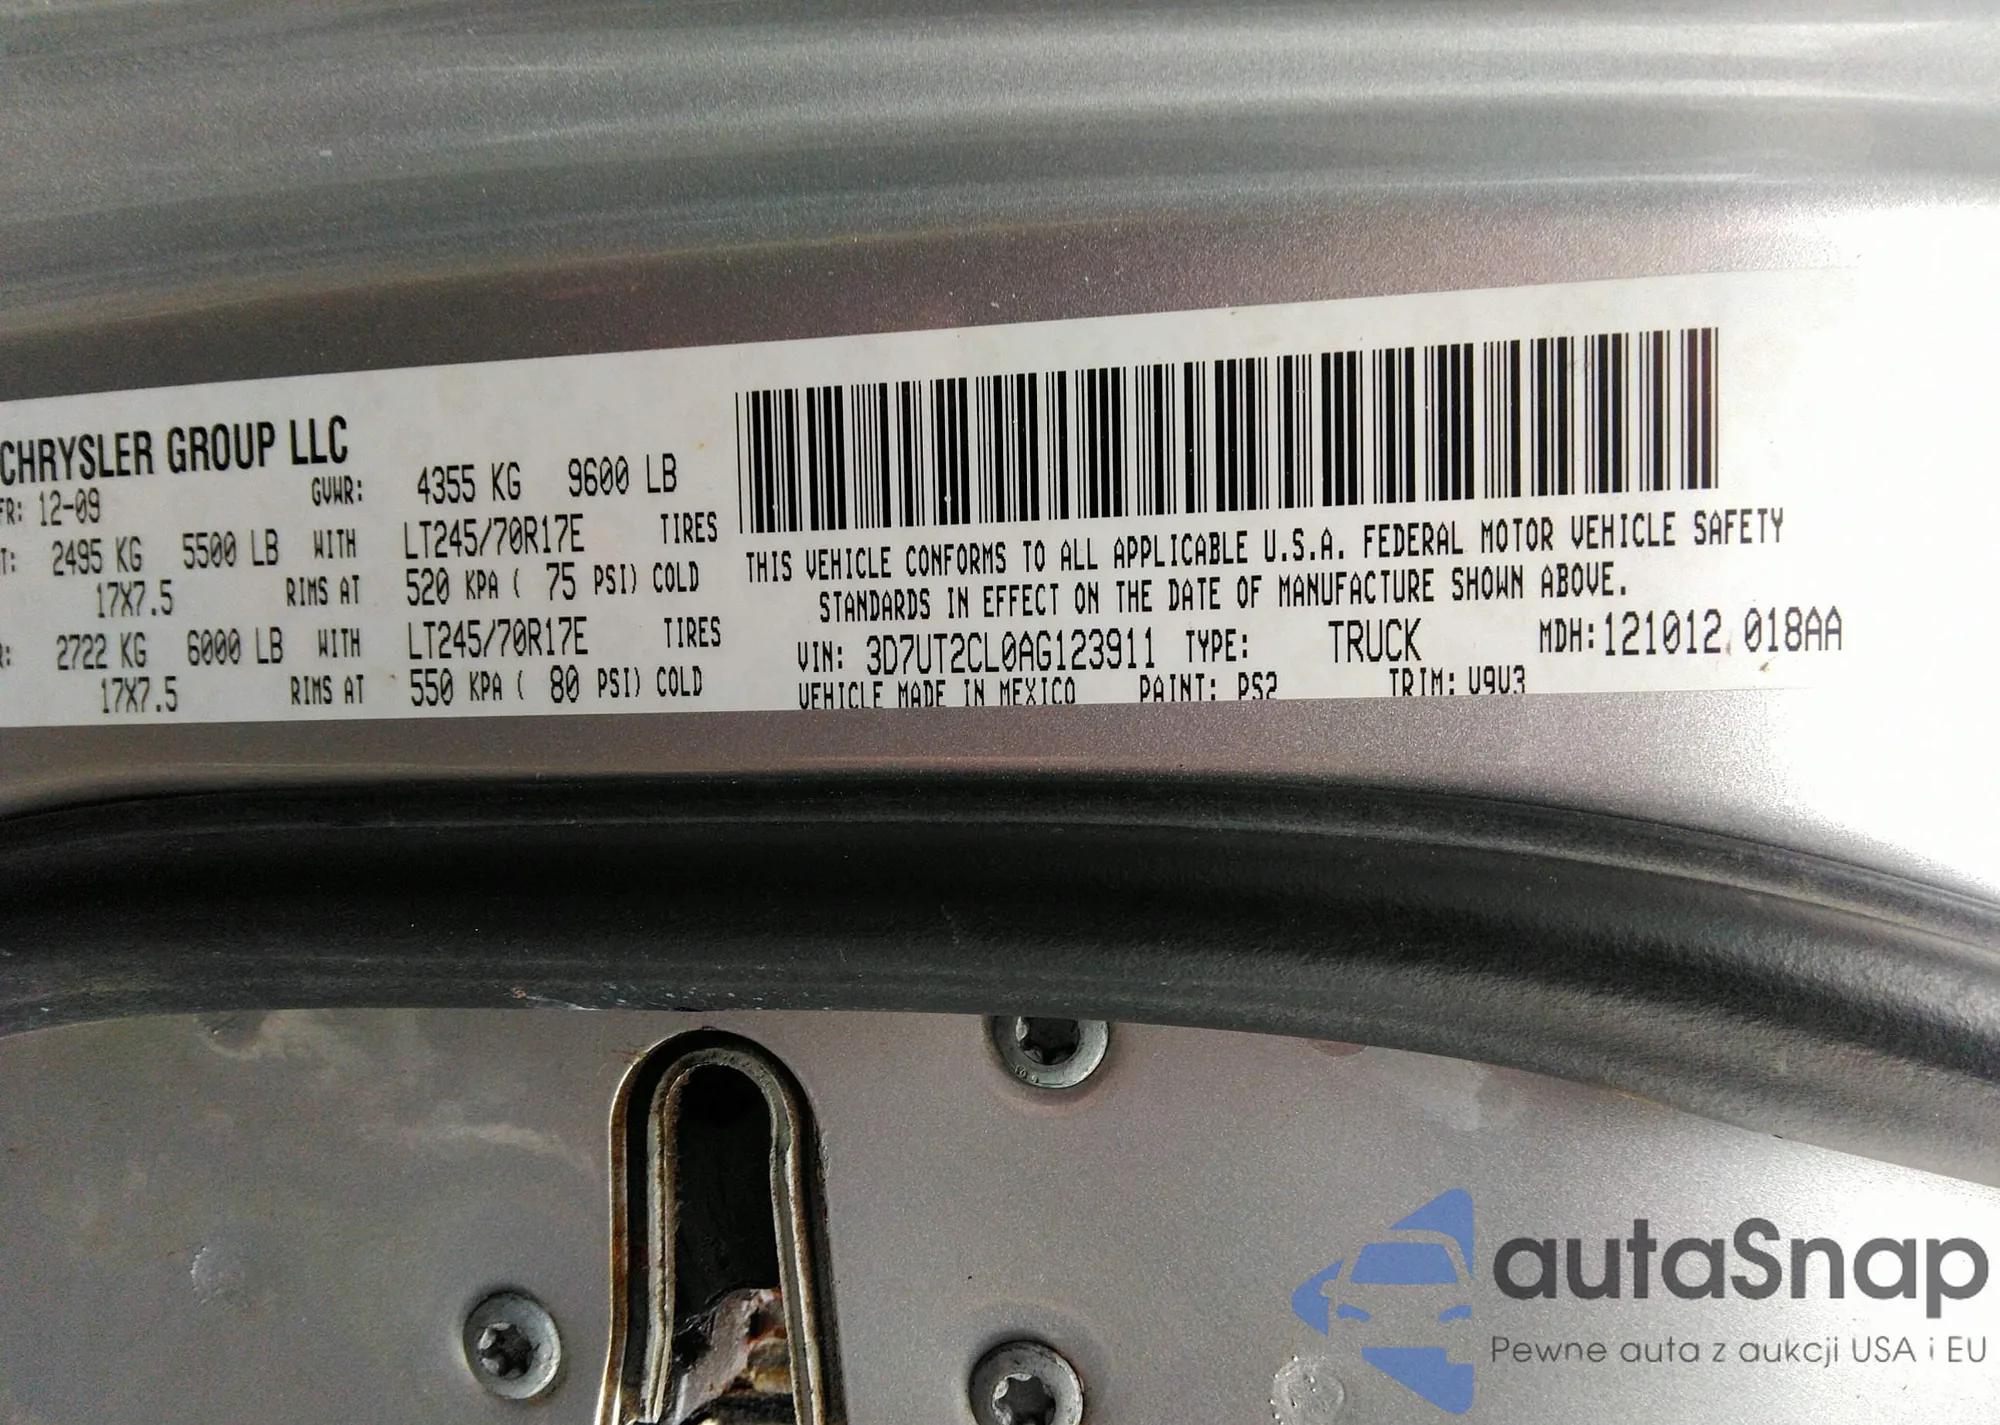 CHRYSLER GROUP LLC
FR: 12-09 GVWR: 4355 KG 9600 LB
T: 2495 KG 5500 LB WITH LT245/70R17E TIRES
17X7.5 RIMS AT 520 KPA ( 75 PSI) COLD
R: 2722 KG 6000 LB WITH LT245/70R17E TIRES
17X7.5 RIMS AT 550 KPA ( 80 PSI) COLD
THIS VEHICLE CONFORMS TO ALL APPLICABLE U.S.A. FEDERAL MOTOR VEHICLE SAFETY
STANDARDS IN EFFECT ON THE DATE OF MANUFACTURE SHOWN ABOVE.
VIN: 3D7UT2CL0AG123911 TYPE: TRUCK MDH: 121012 018AA
VEHICLE MADE IN MEXICO PAINT: PS2 TRIM: V9V3
10.9
autaSnap
Pewne auta z aukcji USA i EU